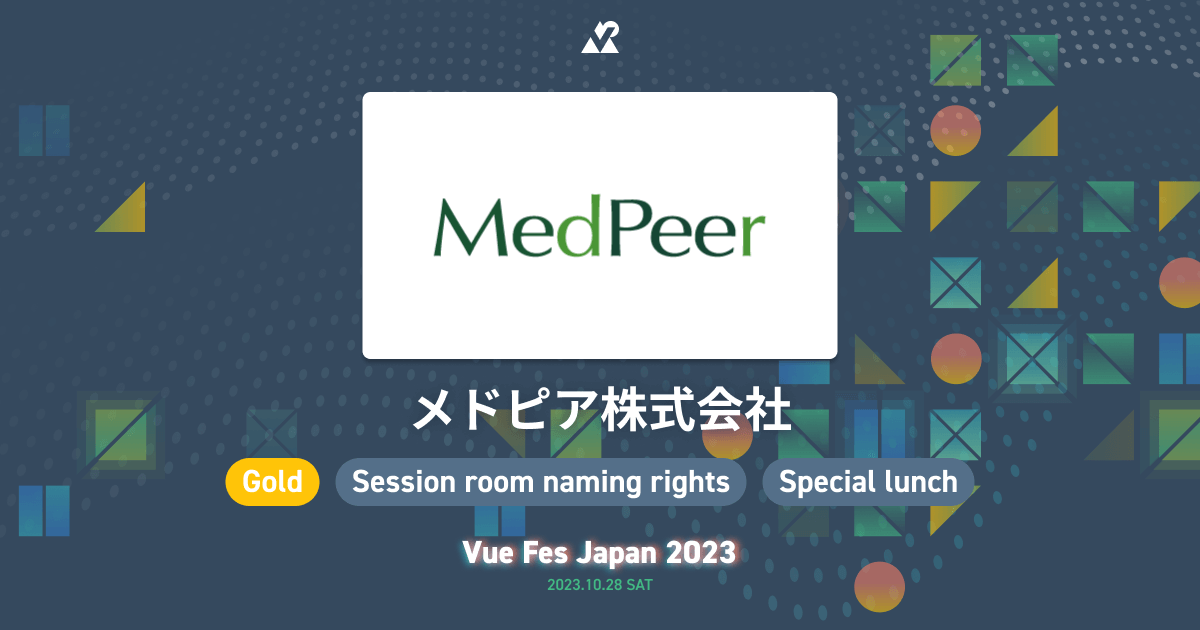 MedPeer
メドピア株式会社
Gold Session room naming rights Special lunch
Vue Fes Japan 2023
2023.10.28 SAT